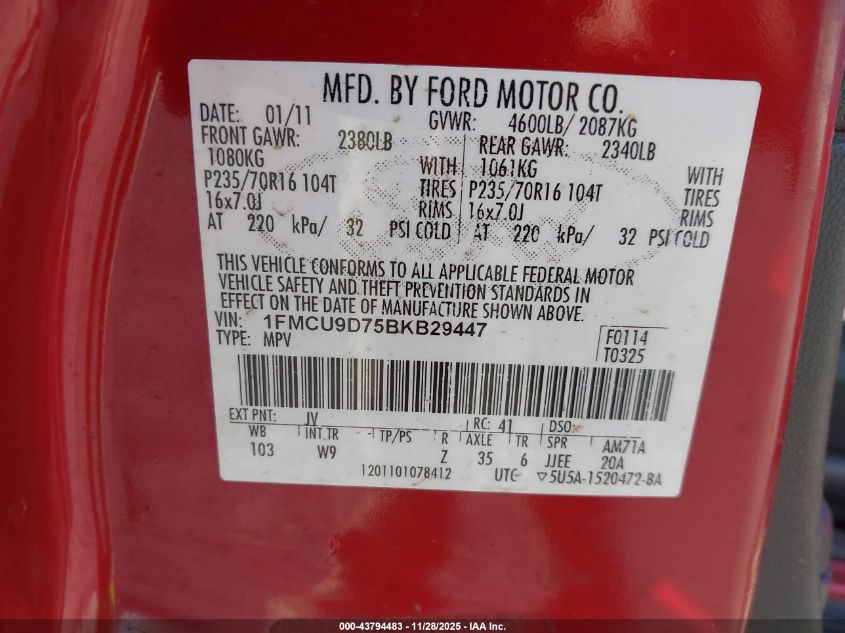 MFD. BY FORD MOTOR CO.
DATE: 01/11 GVWR: 4600LB/ 2087KG
FRONT GAWR: 2380LB REAR GAWR: 2340LB
1080KG WITH 1061KG WITH
P235/70R16 104T TIRES P235/70R16 104T TIRES
16x7.0J RIMS 16x7.0J RIMS
AT 220 kPa/ 32 PSI COLD AT 220 kPa/ 32 PSI COLD
THIS VEHICLE CONFORMS TO ALL APPLICABLE FEDERAL MOTOR
VEHICLE SAFETY AND THEFT PREVENTION STANDARDS IN
EFFECT ON THE DATE OF MANUFACTURE SHOWN ABOVE.
VIN: 1FMCU9D75BKB29447 F0114
TYPE: MPV T0325
EXT PNT: JV RC: 41 DSO:
WB INT TR TP/PS R AXLE TR SPR AM71A
103 W9 Z 35 6 JJEE 20A
1201101078412 UTC ▽5U5A-1520472-BA
000-43794483 | 11/28/2025 - IAA Inc.